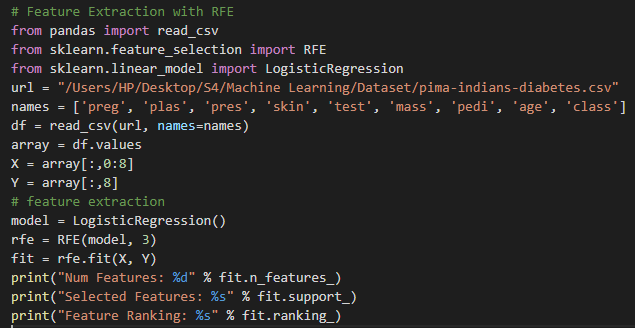 # Feature Extraction with RFE
from pandas import read_csv
from sklearn.feature_selection import RFE
from sklearn.linear_model import LogisticRegression
url = "/Users/HP/Desktop/S4/Machine Learning/Dataset/pima-indians-diabetes.csv"
names = ['preg', 'plas', 'pres', 'skin', 'test', 'mass', 'pedi', 'age', 'class']
df = read_csv(url, names=names)
array = df.values
X = array[:,0:8]
Y = array[:,8]
# feature extraction
model = LogisticRegression()
rfe = RFE(model, 3)
fit = rfe.fit(X, Y)
print("Num Features: %d" % fit.n_features_)
print("Selected Features: %s" % fit.support_)
print("Feature Ranking: %s" % fit.ranking_)